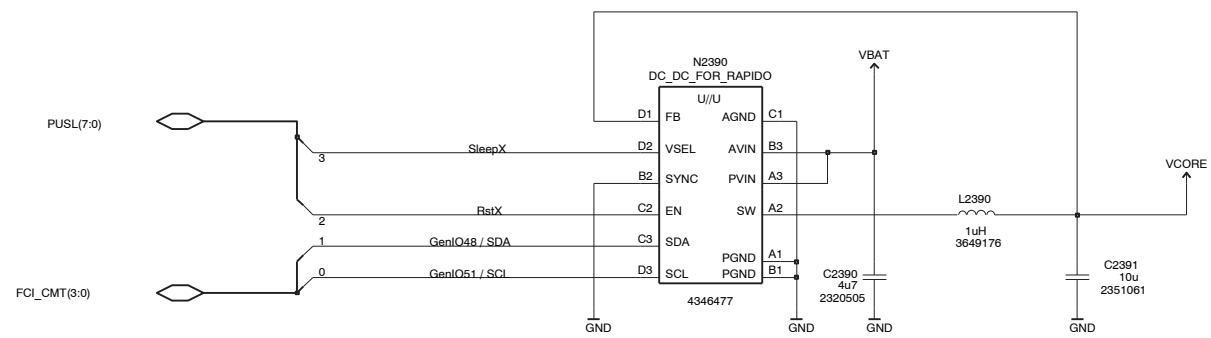 VBAT
N2390
DC_DC_FOR_RAPIDO
U//U
PUSL(7:0)
D1 FB AGND C1
3 SleepX D2 VSEL AVIN B3
B2 SYNC PVIN A3
VCORE
2 RstX C2 EN SW A2
L2390
1uH
3649176
1 GenIO48 / SDA C3 SDA
PGND A1
0 GenIO51 / SCL D3 SCL PGND B1
FCI_CMT(3:0)
4346477
C2390
4u7
2320505
C2391
10u
2351061
GND GND GND GND